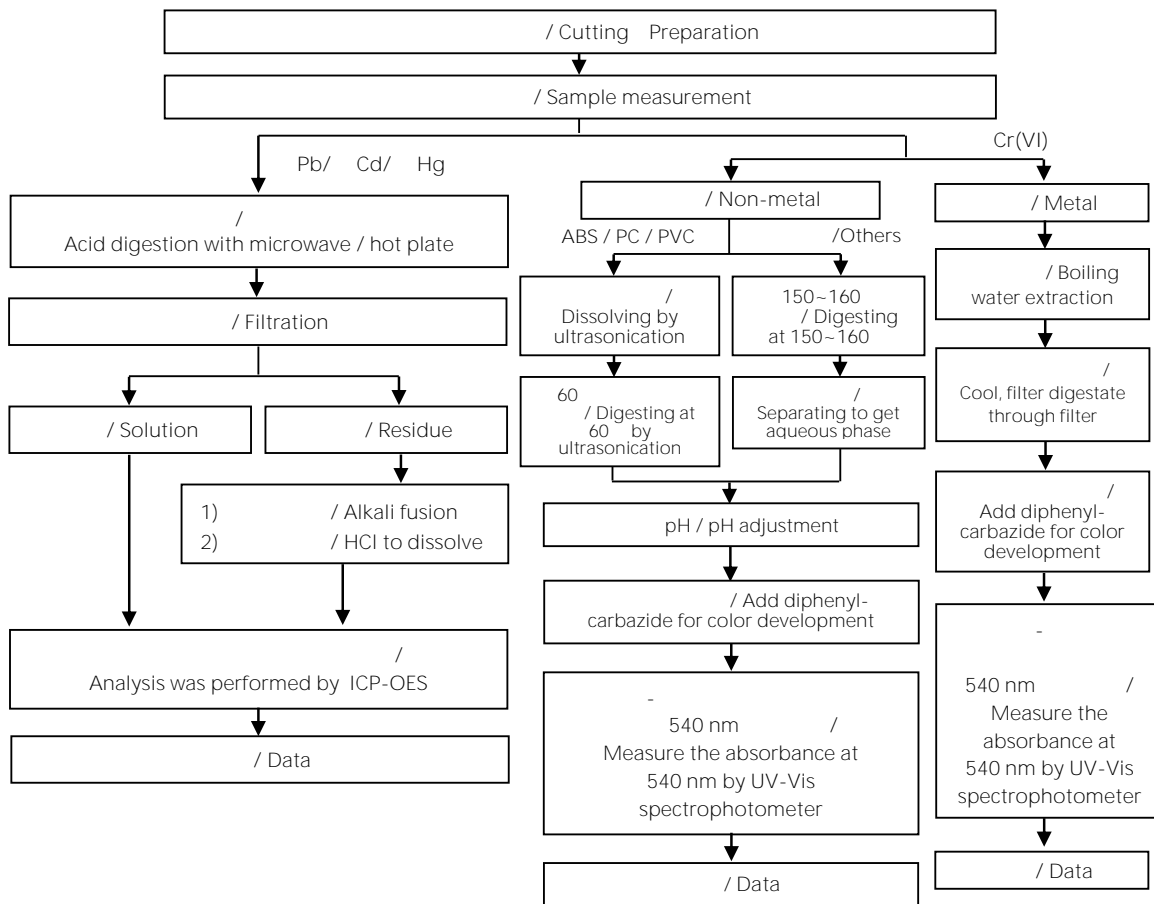 / Cutting Preparation
/ Sample measurement
Pb/ Cd/ Hg
Cr(VI)
/
Acid digestion with microwave / hot plate
/ Filtration
/ Solution
/ Residue
1) / Alkali fusion
2) / HCl to dissolve
/
Analysis was performed by ICP-OES
/ Data
/ Non-metal
ABS / PC / PVC
/Others
/
Dissolving by
ultrasonication
150~160
/ Digesting
at 150~160
60
/ Digesting at
60 by
ultrasonication
/
Separating to get
aqueous phase
pH / pH adjustment
/ Add diphenyl-
carbazide for color development
-
540 nm /
Measure the absorbance at
540 nm by UV-Vis
spectrophotometer
/ Data
/ Metal
/ Boiling
water extraction
/
Cool, filter digestate
through filter
/
Add diphenyl-
carbazide for color
development
-
540 nm /
Measure the
absorbance at
540 nm by UV-Vis
spectrophotometer
/ Data